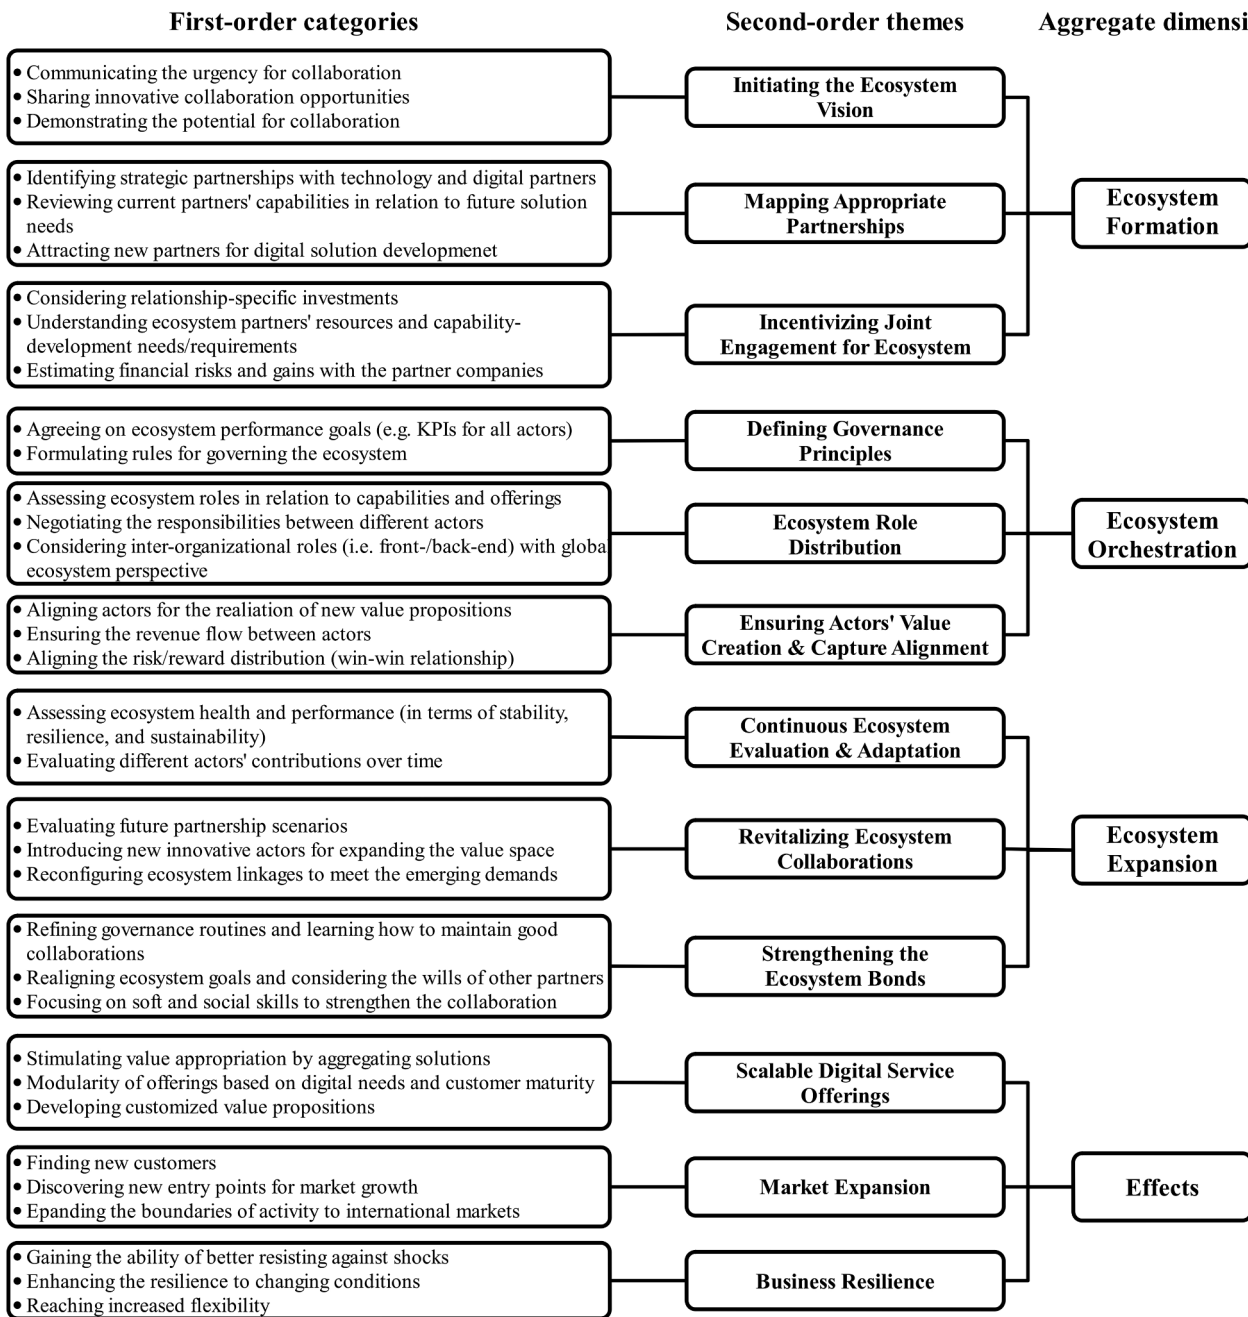 First-order categories
Second-order themes
Aggregate dimensi
• Communicating the urgency for collaboration
• Sharing innovative collaboration opportunities
• Demonstrating the potential for collaboration
Initiating the Ecosystem
Vision
• Identifying strategic partnerships with technology and digital partners
• Reviewing current partners' capabilities in relation to future solution
needs
• Attracting new partners for digital solution developmenet
Mapping Appropriate
Partnerships
Ecosystem
Formation
• Considering relationship-specific investments
• Understanding ecosystem partners' resources and capability-
development needs/requirements
• Estimating financial risks and gains with the partner companies
Incentivizing Joint
Engagement for Ecosystem
• Agreeing on ecosystem performance goals (e.g. KPIs for all actors)
• Formulating rules for governing the ecosystem
Defining Governance
Principles
• Assessing ecosystem roles in relation to capabilities and offerings
• Negotiating the responsibilities between different actors
• Considering inter-organizational roles (i.e. front-/back-end) with globa
ecosystem perspective
Ecosystem Role
Distribution
Ecosystem
Orchestration
• Aligning actors for the realiation of new value propositions
• Ensuring the revenue flow between actors
• Aligning the risk/reward distribution (win-win relationship)
Ensuring Actors' Value
Creation & Capture Alignment
• Assessing ecosystem health and performance (in terms of stability,
resilience, and sustainability)
• Evaluating different actors' contributions over time
Continuous Ecosystem
Evaluation & Adaptation
• Evaluating future partnership scenarios
• Introducing new innovative actors for expanding the value space
• Reconfiguring ecosystem linkages to meet the emerging demands
Revitalizing Ecosystem
Collaborations
Ecosystem
Expansion
• Refining governance routines and learning how to maintain good
collaborations
• Realigning ecosystem goals and considering the wills of other partners
• Focusing on soft and social skills to strengthen the collaboration
Strengthening the
Ecosystem Bonds
• Stimulating value appropriation by aggregating solutions
• Modularity of offerings based on digital needs and customer maturity
• Developing customized value propositions
Scalable Digital Service
Offerings
• Finding new customers
• Discovering new entry points for market growth
• Epanding the boundaries of activity to international markets
Market Expansion
Effects
• Gaining the ability of better resisting against shocks
• Enhancing the resilience to changing conditions
• Reaching increased flexibility
Business Resilience